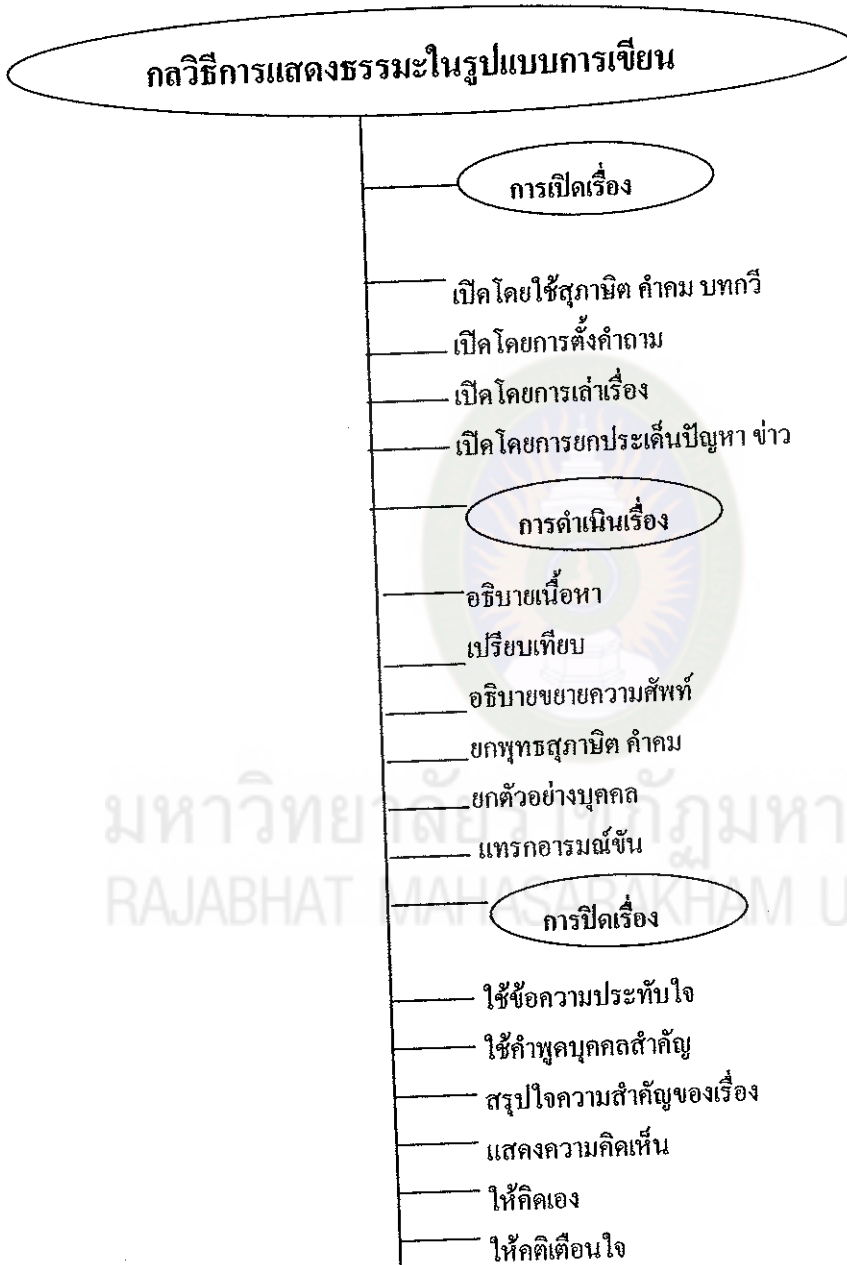 กลวิธีการแสดงธรรมะในรูปแบบการเขียน
การเปิดเรื่อง
เปิดโดยใช้สุภาษิต คำคม บทกวี
เปิดโดยการตั้งคำถาม
เปิดโดยการเล่าเรื่อง
เปิดโดยการยกประเด็นปัญหา ข่าว
การดำเนินเรื่อง
อธิบายเนื้อหา
เปรียบเทียบ
อธิบายขยายความศัพท์
ยกพุทธสุภาษิต คำคม
ยกตัวอย่างบุคคล
แทรกอารมณ์ขัน
มหาวิทยาลัยร
ภัฏมหา
RAJABHAT MAHASARAKHAM U
การปิดเรื่อง
ใช้ข้อความประทับใจ
ใช้คำพูดบุคคลสำคัญ
สรุปใจความสำคัญของเรื่อง
แสดงความคิดเห็น
ให้คิดเอง
ให้คติเตือนใจ